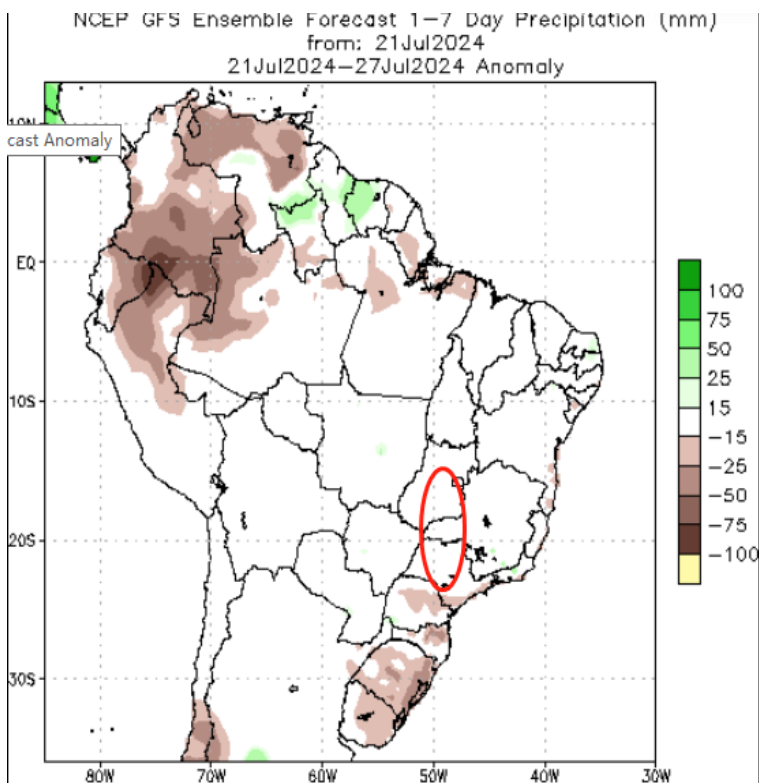 NCEP GFS Ensemble Forecast 1–7 Day Precipitation (mm)
from: 21Jul2024
21Jul2024–27Jul2024 Anomaly
10N
cast Anomaly
EQ
10S
20S
30S
80W 70W 60W 50W 40W 30W
100
75
50
25
15
−15
−25
−50
−75
−100